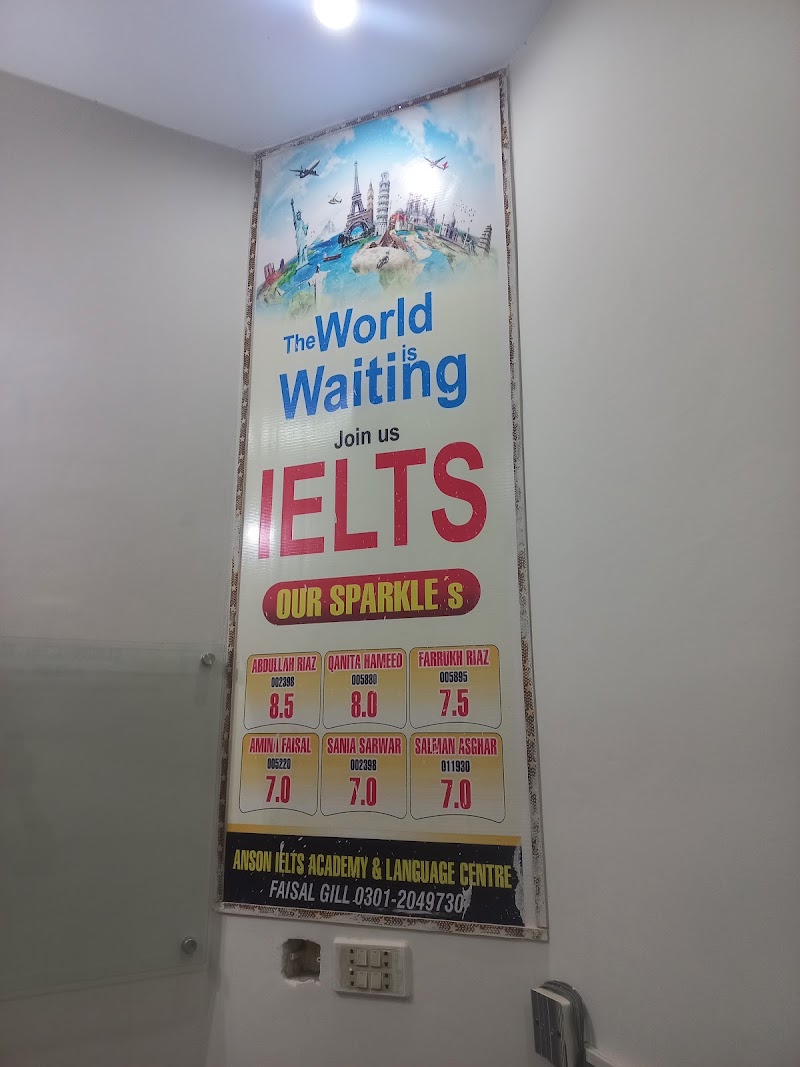 The World
is
Waiting
Join us
IELTS
OUR SPARKLE's
ABDULLAH RIAZ
002398
8.5
QANITA HAMEED
005880
8.0
FARRUKH RIAZ
005895
7.5
AMINA FAISAL
005220
7.0
SANIA SARWAR
002398
7.0
SALMAN ASGHAR
011930
7.0
ANSON IELTS ACADEMY & LANGUAGE CENTRE
FAISAL GILL 0301-2049730